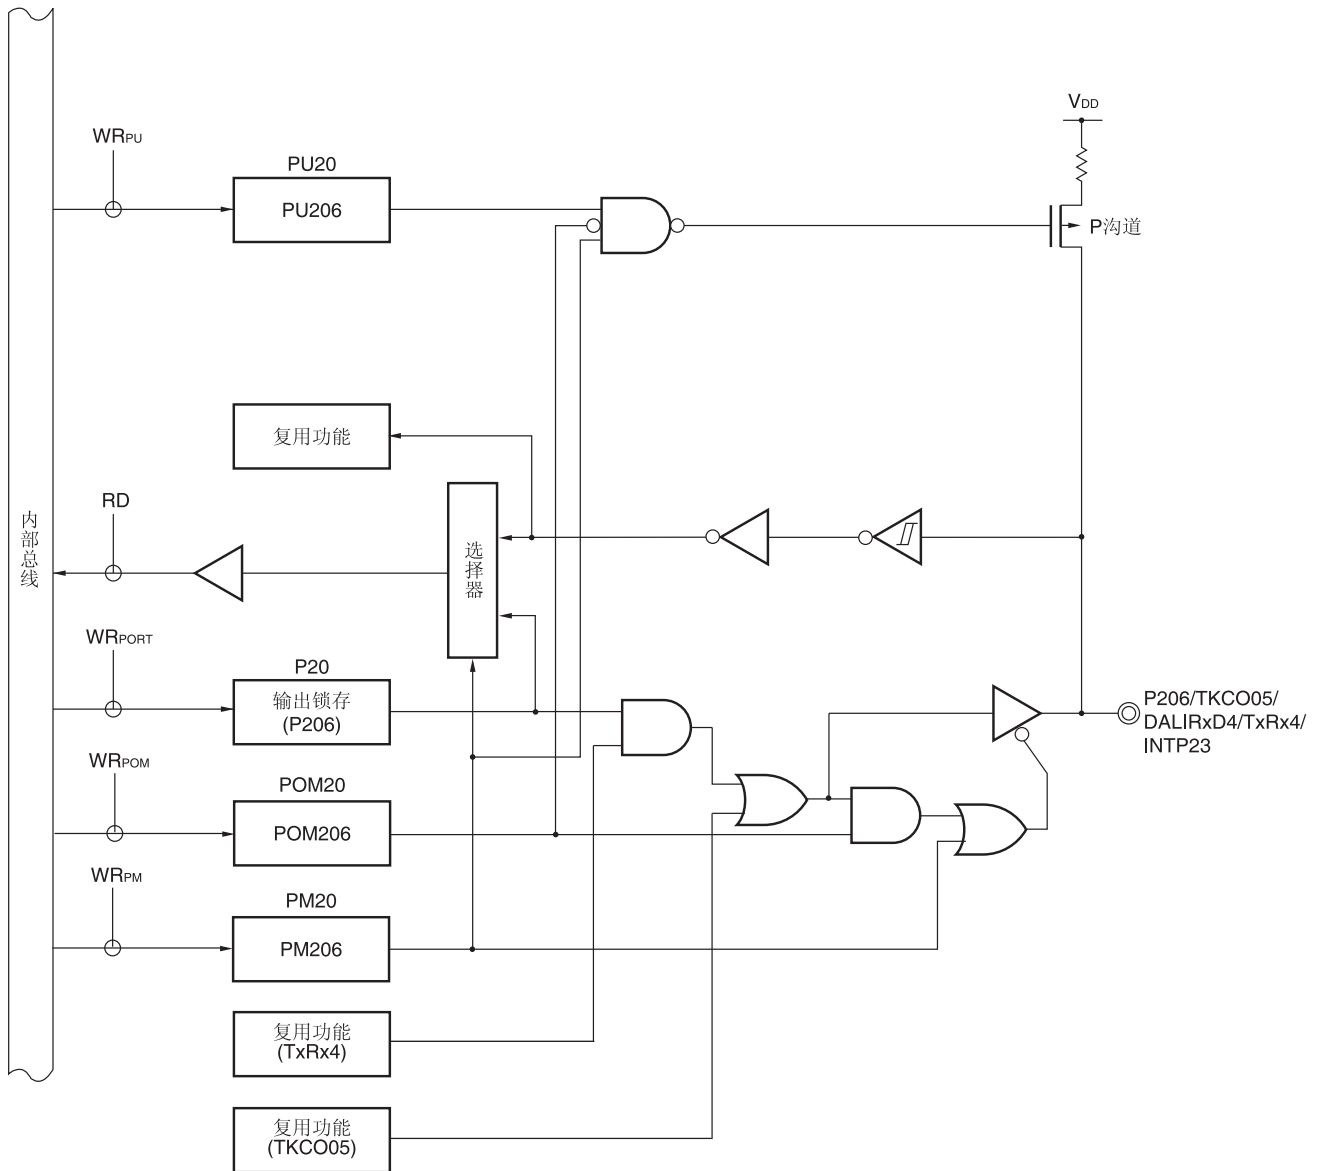 VDD
WRPU
PU20
PU206
P沟道
复用功能
RD
内部总线
选择器
WRPORT
P20
输出锁存
(P206)
P206/TKCO05/
DALIRxD4/TxRx4/
INTP23
WRPOM
POM20
POM206
WRPM
PM20
PM206
复用功能
(TxRx4)
复用功能
(TKCO05)